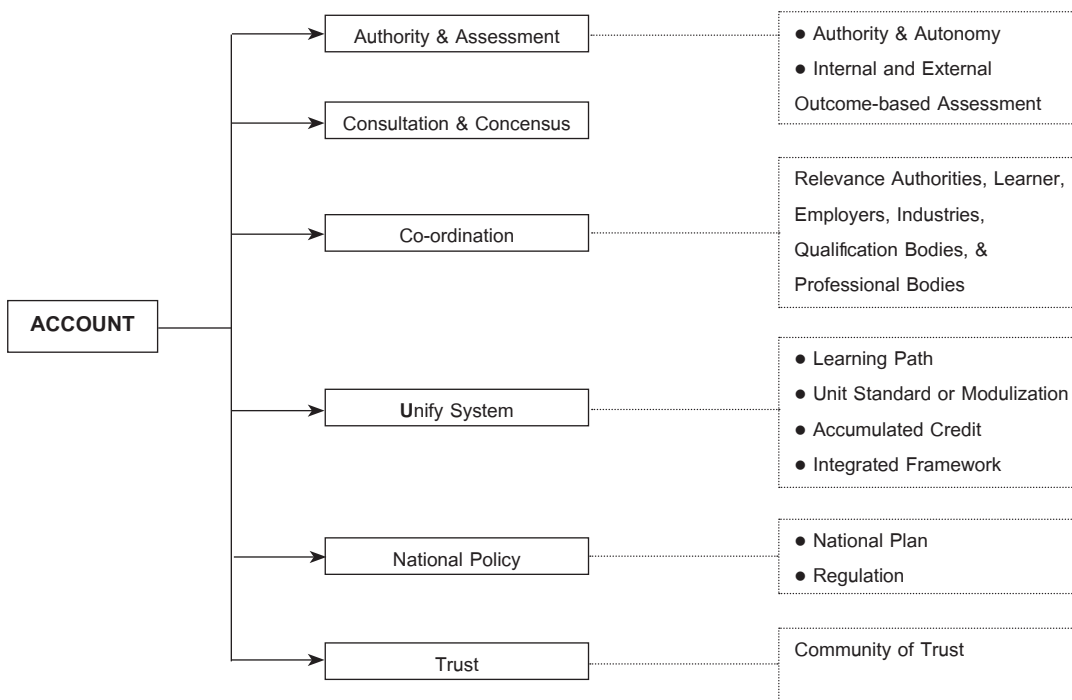 Authority & Assessment
● Authority & Autonomy
● Internal and External
Outcome-based Assessment
Consultation & Concensus
Co-ordination
Relevance Authorities, Learner,
Employers, Industries,
Qualification Bodies, &
Professional Bodies
ACCOUNT
Unify System
● Learning Path
● Unit Standard or Modulization
● Accumulated Credit
● Integrated Framework
National Policy
● National Plan
● Regulation
Trust
Community of Trust